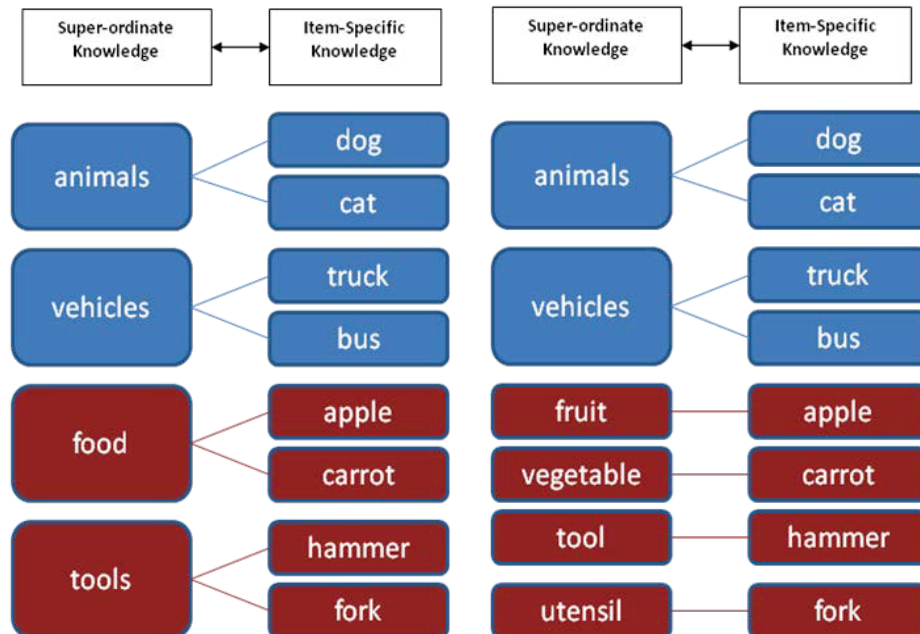 Super-ordinate
Knowledge
Item-Specific
Knowledge
animals
dog
cat
vehicles
truck
bus
food
apple
carrot
tools
hammer
fork
Super-ordinate
Knowledge
Item-Specific
Knowledge
animals
dog
cat
vehicles
truck
bus
fruit
apple
vegetable
carrot
tool
hammer
utensil
fork